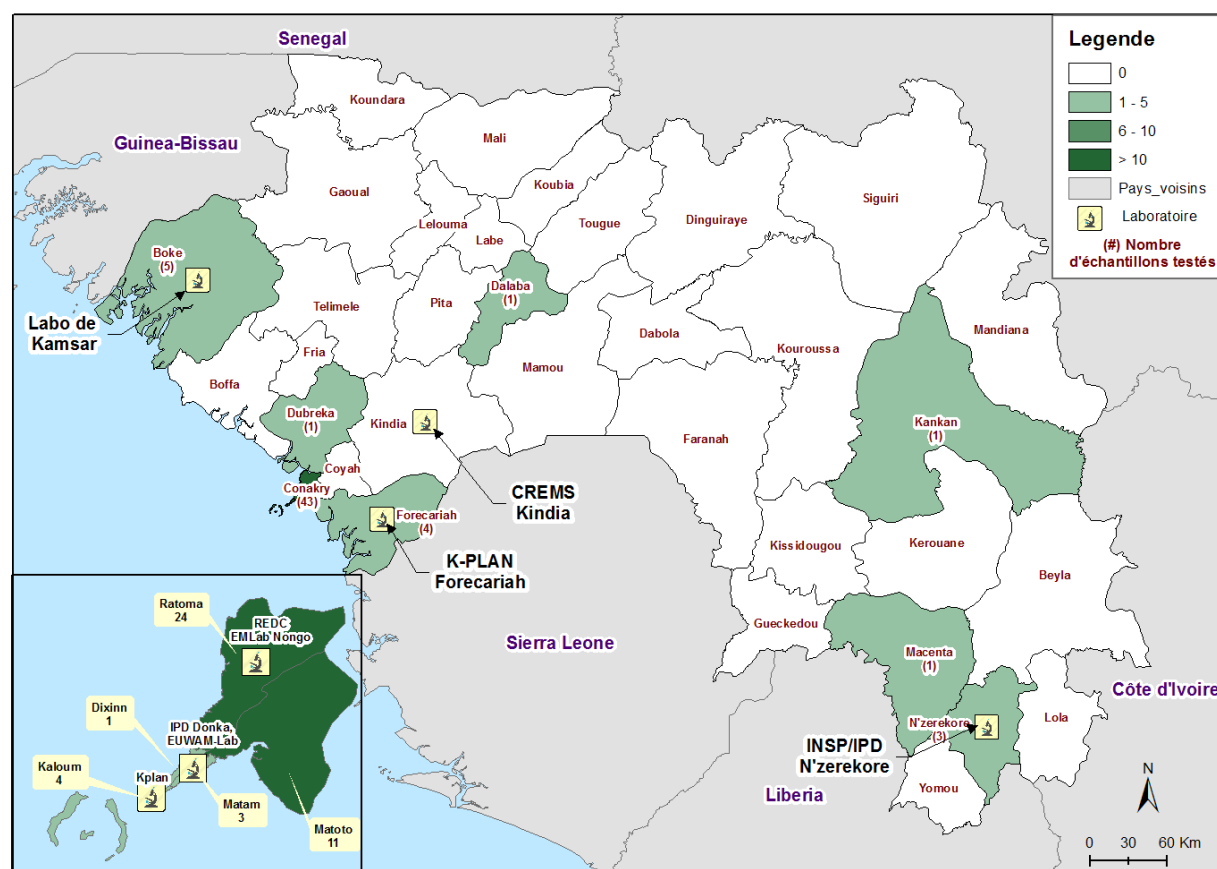 Senegal
Guinea-Bissau
Koundara
Mali
Gaoual
Koubia
Lelouma
Labe
Tougue
Dinguiraye
Siguiri
Boke
(5)
Labo de
Kamsar
Telimele
Pita
Dalaba
(1)
Dabola
Kouroussa
Mandiana
Fria
Boffa
Mamou
Dubreka
(1)
Kindia
Coyah
Conakry
(43)
Forecariah
(4)
CREMS
Kindia
K-PLAN
Forecariah
Faranah
Kankan
(1)
Kissidougou
Kerouane
Beyla
Gueckedou
Macenta
(1)
Sierra Leone
Côte d'Ivoire
N'zerekore
(3)
Lola
INSP/IPD
N'zerekore
Yomou
Liberia
Legende
0
1 - 5
6 - 10
> 10
Pays_voisins
Laboratoire
(#) Nombre
d'échantillons testés
Ratoma
24
REDC
EMLab Nongo
Dixinn
1
IPD Donka,
EUWAM-Lab
Kaloum
4
Kplan
Matam
3
Matoto
11
N
0 30 60 Km